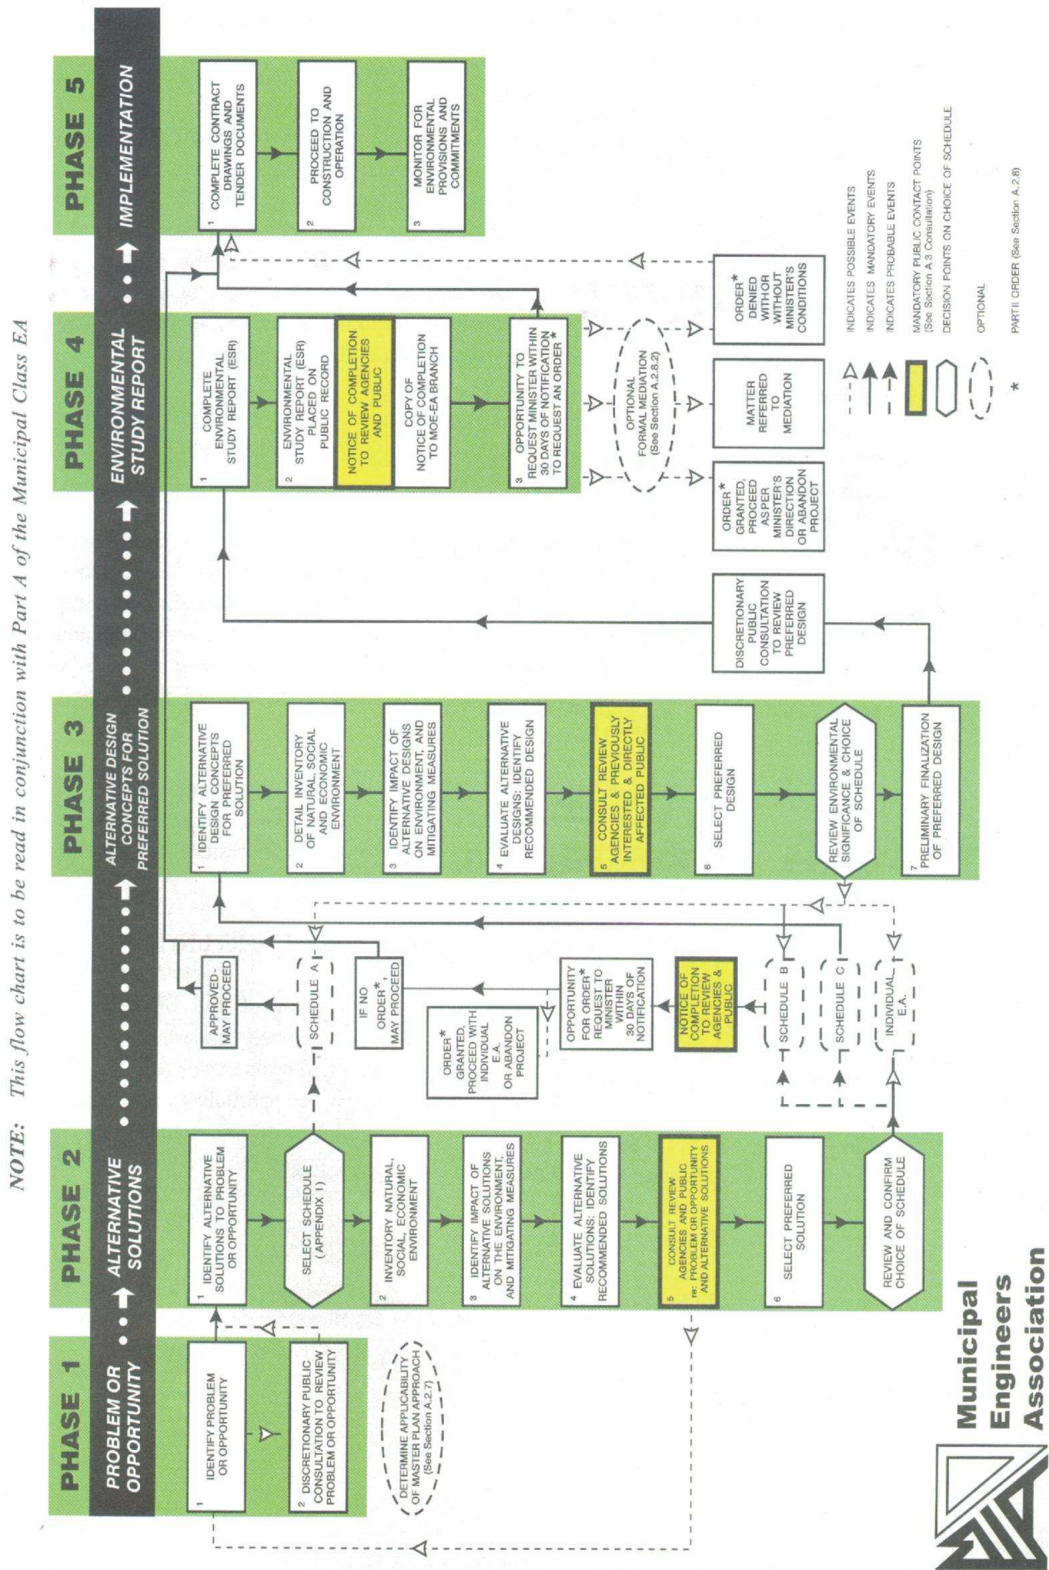 NOTE: This flow chart is to be read in conjunction with Part A of the Municipal Class EA
PHASE 1
PROBLEM OR
OPPORTUNITY
1 IDENTIFY PROBLEM
OR OPPORTUNITY
2 DISCRETIONARY PUBLIC
CONSULTATION TO REVIEW
PROBLEM OR OPPORTUNITY
DETERMINE APPLICABILITY
OF MASTER PLAN APPROACH
(See Section A.2.7)
PHASE 2
ALTERNATIVE
SOLUTIONS
1 IDENTIFY ALTERNATIVE
SOLUTIONS TO PROBLEM
OR OPPORTUNITY
SELECT SCHEDULE
(APPENDIX I)
2 INVENTORY NATURAL,
SOCIAL, ECONOMIC
ENVIRONMENT
3 IDENTIFY IMPACT OF
ALTERNATIVE SOLUTIONS
ON THE ENVIRONMENT,
AND MITIGATING MEASURES
4 EVALUATE ALTERNATIVE
SOLUTIONS: IDENTIFY
RECOMMENDED SOLUTIONS
5 CONSULT REVIEW
AGENCIES AND PUBLIC
re: PROBLEM OR OPPORTUNITY
AND ALTERNATIVE SOLUTIONS
6 SELECT PREFERRED
SOLUTION
REVIEW AND CONFIRM
CHOICE OF SCHEDULE
APPROVED-
MAY PROCEED
SCHEDULE A
IF NO
ORDER*,
MAY PROCEED
ORDER*
GRANTED,
PROCEED WITH
INDIVIDUAL
E.A.
OR ABANDON
PROJECT
OPPORTUNITY
FOR ORDER*
REQUEST TO
MINISTER
WITHIN
30 DAYS OF
NOTIFICATION
NOTICE OF
COMPLETION
TO REVIEW
AGENCIES &
PUBLIC
SCHEDULE B
SCHEDULE C
INDIVIDUAL
E.A.
PHASE 3
ALTERNATIVE DESIGN
CONCEPTS FOR
PREFERRED SOLUTION
1 IDENTIFY ALTERNATIVE
DESIGN CONCEPTS
FOR PREFERRED
SOLUTION
2 DETAIL INVENTORY
OF NATURAL, SOCIAL
AND ECONOMIC
ENVIRONMENT
3 IDENTIFY IMPACT OF
ALTERNATIVE DESIGNS
ON ENVIRONMENT, AND
MITIGATING MEASURES
4 EVALUATE ALTERNATIVE
DESIGNS: IDENTIFY
RECOMMENDED DESIGN
5 CONSULT REVIEW
AGENCIES & PREVIOUSLY
INTERESTED & DIRECTLY
AFFECTED PUBLIC
6 SELECT PREFERRED
DESIGN
REVIEW ENVIRONMENTAL
SIGNIFICANCE & CHOICE
OF SCHEDULE
7 PRELIMINARY FINALIZATION
OF PREFERRED DESIGN
DISCRETIONARY
PUBLIC
CONSULTATION
TO REVIEW
PREFERRED
DESIGN
PHASE 4
ENVIRONMENTAL
STUDY REPORT
1 COMPLETE
ENVIRONMENTAL
STUDY REPORT (ESR)
2 ENVIRONMENTAL
STUDY REPORT (ESR)
PLACED ON
PUBLIC RECORD
NOTICE OF COMPLETION
TO REVIEW AGENCIES
AND PUBLIC
COPY OF
NOTICE OF COMPLETION
TO MOE-EA BRANCH
3 OPPORTUNITY TO
REQUEST MINISTER WITHIN
30 DAYS OF NOTIFICATION
TO REQUEST AN ORDER*
OPTIONAL
FORMAL MEDIATION
(See Section A.2.8.2)
ORDER*
GRANTED,
PROCEED
AS PER
MINISTER'S
DIRECTION
OR ABANDON
PROJECT
MATTER
REFERRED
TO
MEDIATION
ORDER*
DENIED
WITH OR
WITHOUT
MINISTER'S
CONDITIONS
PHASE 5
IMPLEMENTATION
1 COMPLETE CONTRACT
DRAWINGS AND
TENDER DOCUMENTS
2 PROCEED TO
CONSTRUCTION AND
OPERATION
3 MONITOR FOR
ENVIRONMENTAL
PROVISIONS AND
COMMITMENTS
INDICATES POSSIBLE EVENTS
INDICATES MANDATORY EVENTS
INDICATES PROBABLE EVENTS
MANDATORY PUBLIC CONTACT POINTS
(See Section A.3 Consultation)
DECISION POINTS ON CHOICE OF SCHEDULE
OPTIONAL
* PART II ORDER (See Section A.2.8)
Municipal
Engineers
Association